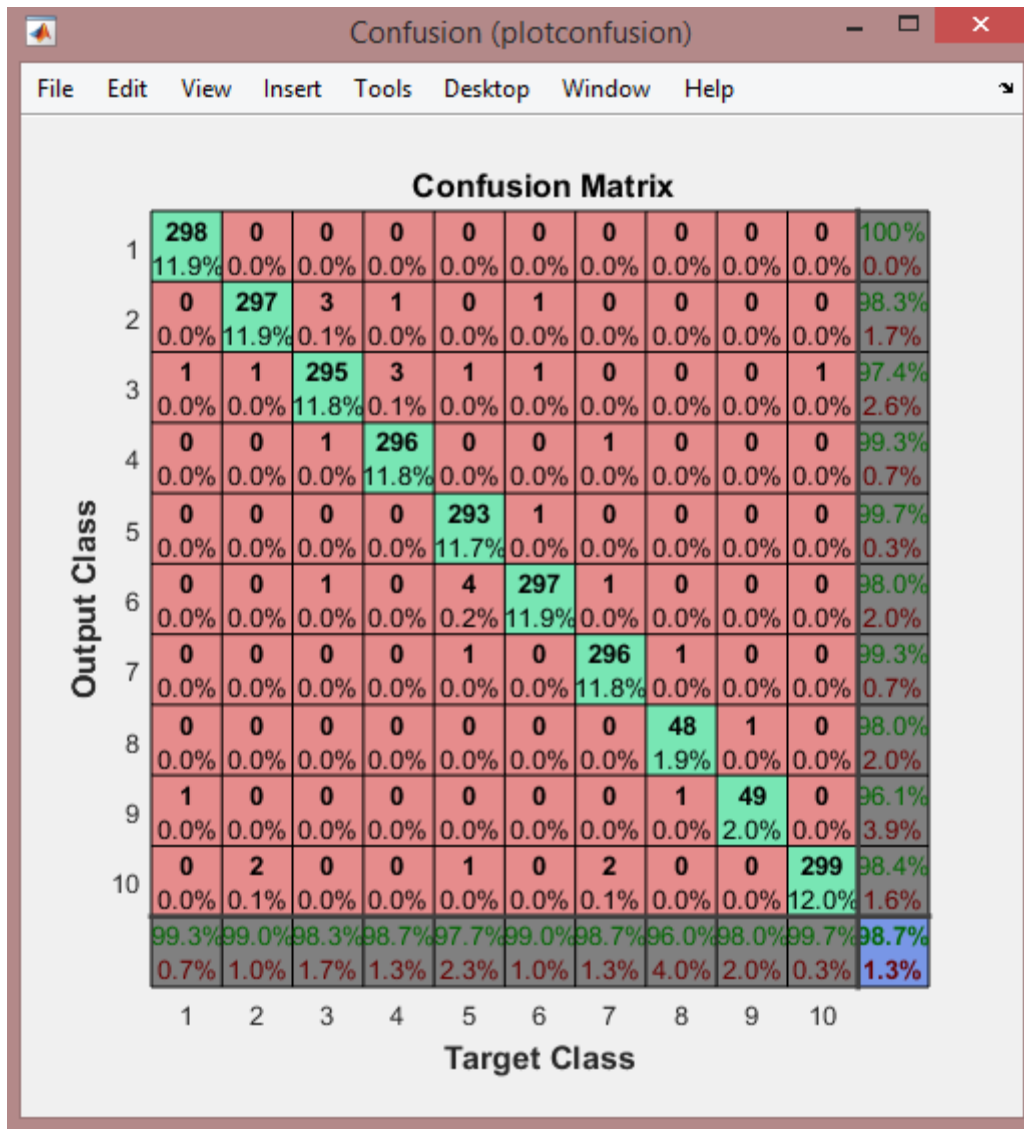 Confusion (plotconfusion)
File Edit View Insert Tools Desktop Window Help
Confusion Matrix
298 0 0 0 0 0 0 0 0 0 100%
1
11.9% 0.0% 0.0% 0.0% 0.0% 0.0% 0.0% 0.0% 0.0% 0.0% 0.0%
0 297 3 1 0 1 0 0 0 0 98.3%
2
0.0% 11.9% 0.1% 0.0% 0.0% 0.0% 0.0% 0.0% 0.0% 0.0% 1.7%
1 1 295 3 1 1 0 0 0 1 97.4%
3
0.0% 0.0% 11.8% 0.1% 0.0% 0.0% 0.0% 0.0% 0.0% 0.0% 2.6%
0 0 1 296 0 0 1 0 0 0 99.3%
4
0.0% 0.0% 0.0% 11.8% 0.0% 0.0% 0.0% 0.0% 0.0% 0.0% 0.7%
0 0 0 0 293 1 0 0 0 0 99.7%
5
0.0% 0.0% 0.0% 0.0% 11.7% 0.0% 0.0% 0.0% 0.0% 0.0% 0.3%
Output Class
0 0 1 0 4 297 1 0 0 0 98.0%
6
0.0% 0.0% 0.0% 0.0% 0.2% 11.9% 0.0% 0.0% 0.0% 0.0% 2.0%
0 0 0 0 1 0 296 1 0 0 99.3%
7
0.0% 0.0% 0.0% 0.0% 0.0% 0.0% 11.8% 0.0% 0.0% 0.0% 0.7%
0 0 0 0 0 0 0 48 1 0 98.0%
8
0.0% 0.0% 0.0% 0.0% 0.0% 0.0% 0.0% 1.9% 0.0% 0.0% 2.0%
1 0 0 0 0 0 0 1 49 0 96.1%
9
0.0% 0.0% 0.0% 0.0% 0.0% 0.0% 0.0% 0.0% 2.0% 0.0% 3.9%
0 2 0 0 1 0 2 0 0 299 98.4%
10
0.0% 0.1% 0.0% 0.0% 0.0% 0.0% 0.1% 0.0% 0.0% 12.0% 1.6%
99.3% 99.0% 98.3% 98.7% 97.7% 99.0% 98.7% 96.0% 98.0% 99.7% 98.7%
0.7% 1.0% 1.7% 1.3% 2.3% 1.0% 1.3% 4.0% 2.0% 0.3% 1.3%
1 2 3 4 5 6 7 8 9 10
Target Class